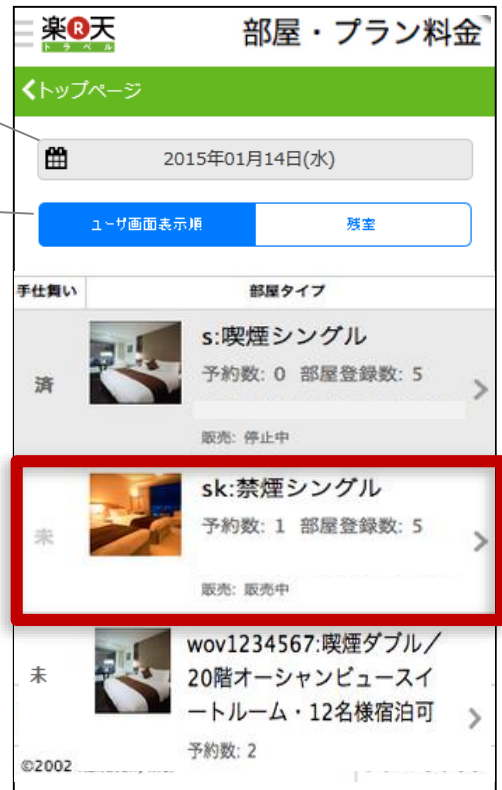 楽R天
トラベル
部屋・プラン料金
トップページ
2015年01月14日(水)
ユーザ画面表示順
残室
手仕舞い
部屋タイプ
済
s:喫煙シングル
予約数: 0 部屋登録数: 5
販売: 停止中
未
sk:禁煙シングル
予約数: 1 部屋登録数: 5
販売: 販売中
未
wov1234567:喫煙ダブル／
20階オーシャンビュースイ
ートルーム・12名様宿泊可
予約数: 2
©2002